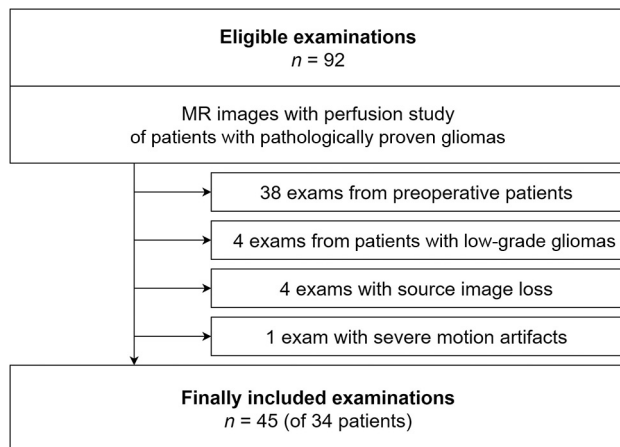 Eligible examinations
n = 92
MR images with perfusion study
of patients with pathologically proven gliomas
38 exams from preoperative patients
4 exams from patients with low-grade gliomas
4 exams with source image loss
1 exam with severe motion artifacts
Finally included examinations
n = 45 (of 34 patients)